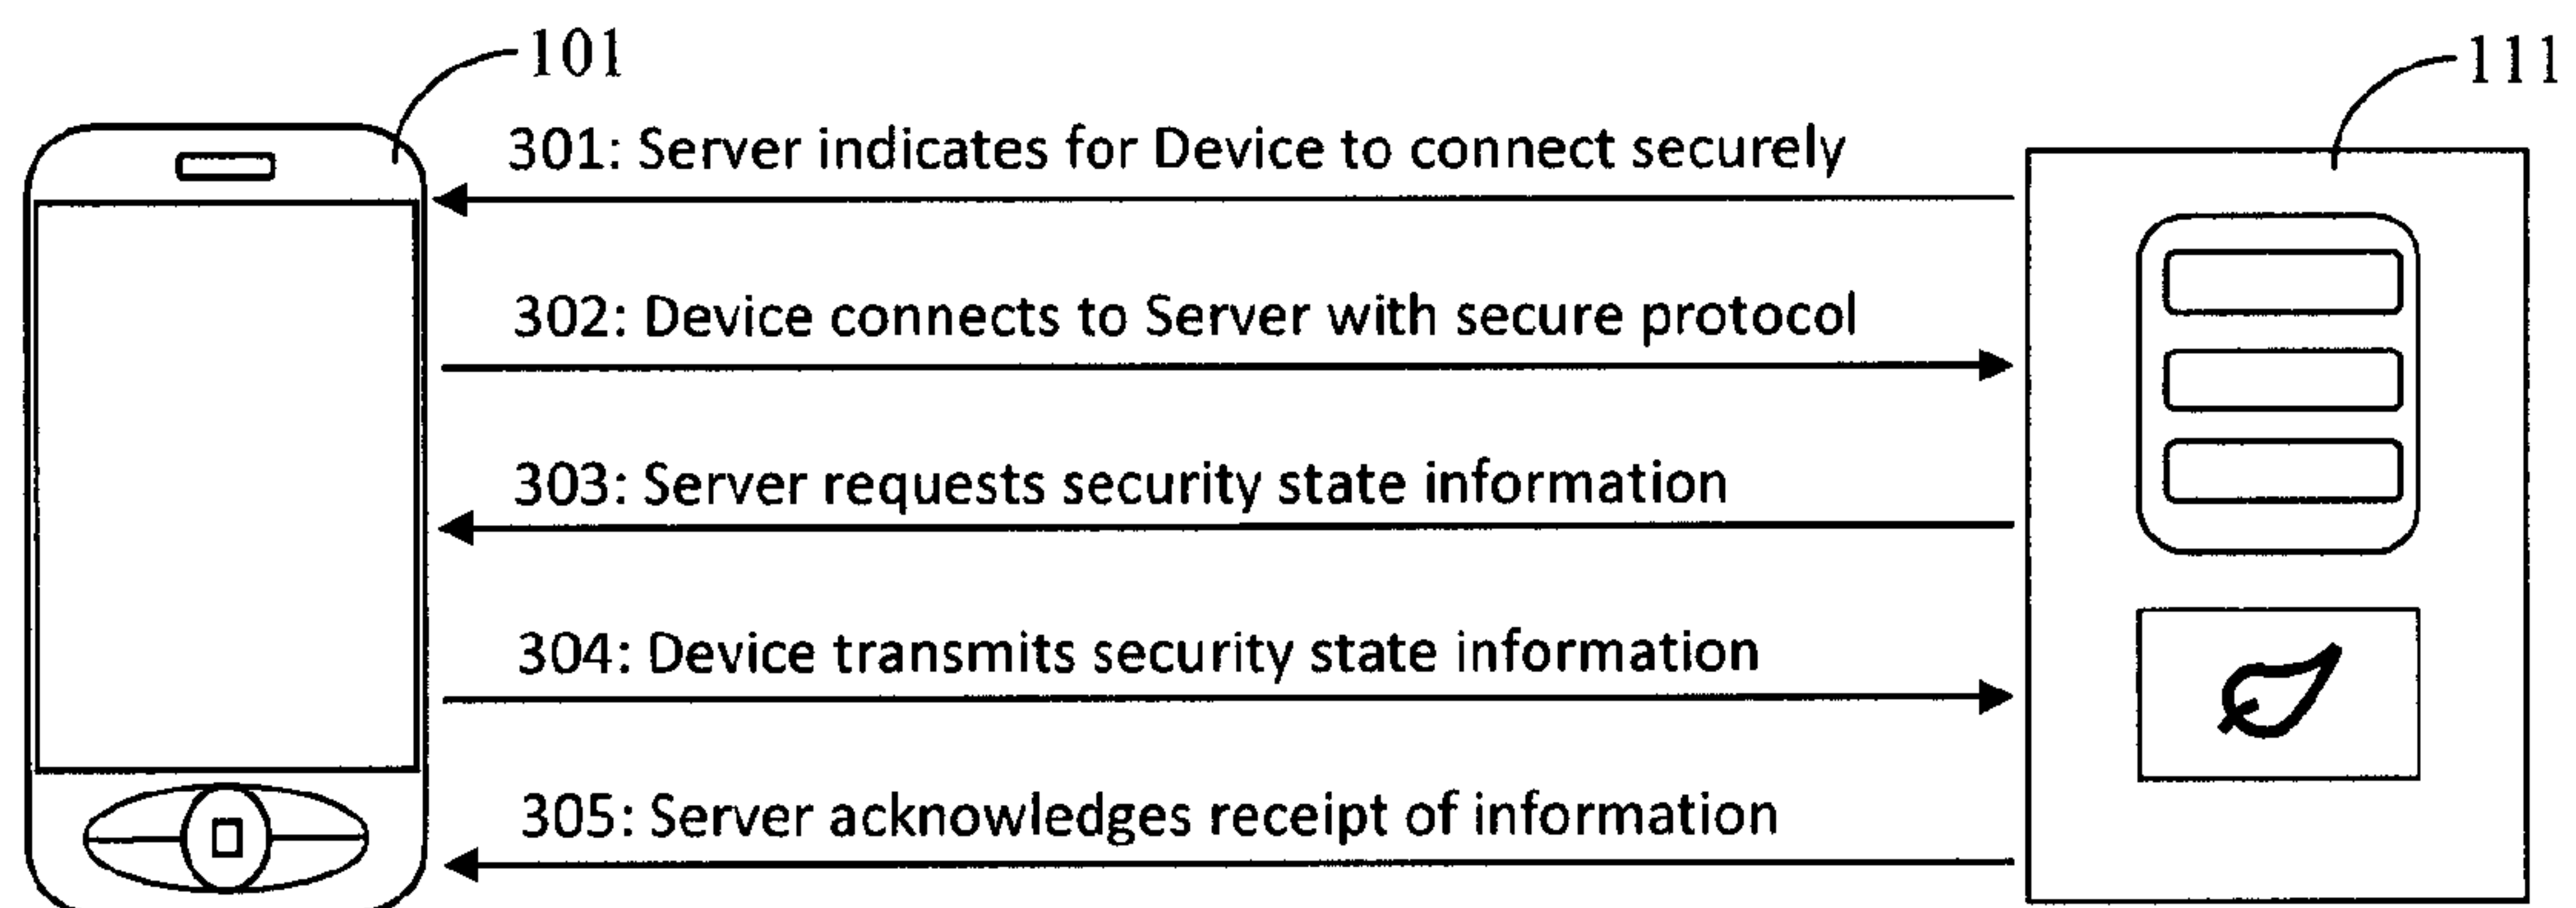 101
111
301: Server indicates for Device to connect securely
302: Device connects to Server with secure protocol
303: Server requests security state information
304: Device transmits security state information
305: Server acknowledges receipt of information